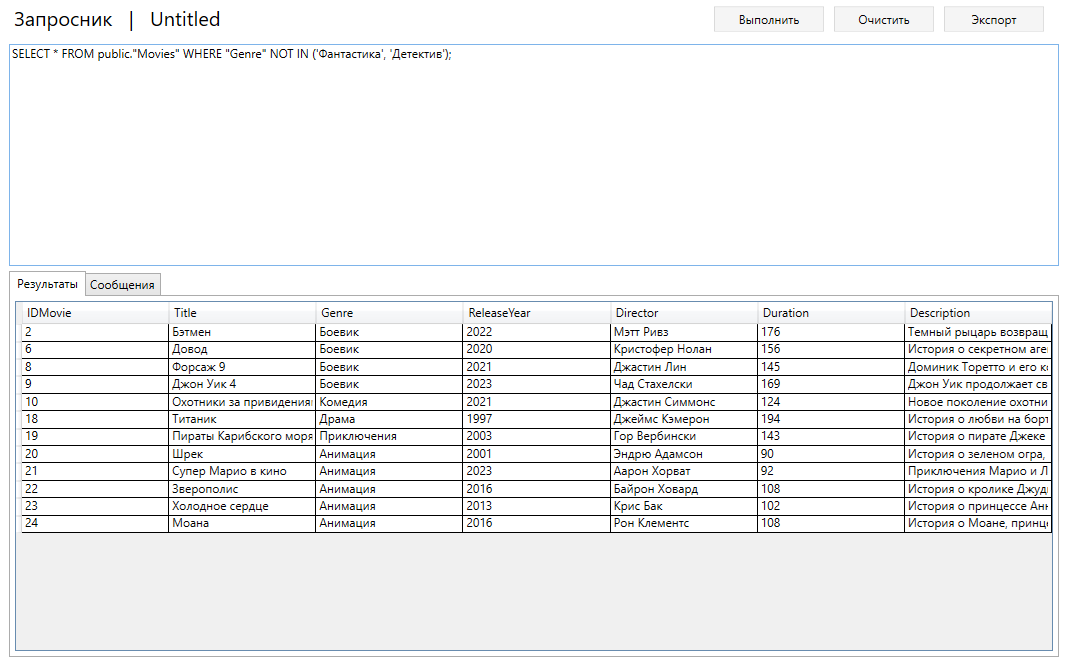 Запросник | Untitled Выполнить Очистить Экспорт
SELECT * FROM public."Movies" WHERE "Genre" NOT IN ('Фантастика', 'Детектив');
Результаты Сообщения
IDMovie Title Genre ReleaseYear Director Duration Description
2 Бэтмен Боевик 2022 Мэтт Ривз 176 Темный рыцарь возвращ
6 Довод Боевик 2020 Кристофер Нолан 156 История о секретном аге
8 Форсаж 9 Боевик 2021 Джастин Лин 145 Доминик Торетто и его к
9 Джон Уик 4 Боевик 2023 Чад Стахелски 169 Джон Уик продолжает св
10 Охотники за привидения Комедия 2021 Джастин Симмонс 124 Новое поколение охотни
18 Титаник Драма 1997 Джеймс Кэмерон 194 История о любви на борт
19 Пираты Карибского моря Приключения 2003 Гор Вербински 143 История о пирате Джеке
20 Шрек Анимация 2001 Эндрю Адамсон 90 История о зеленом огра,
21 Супер Марио в кино Анимация 2023 Аарон Хорват 92 Приключения Марио и Л
22 Зверополис Анимация 2016 Байрон Ховард 108 История о кролике Джуд
23 Холодное сердце Анимация 2013 Крис Бак 102 История о принцессе Анн
24 Моана Анимация 2016 Рон Клементс 108 История о Моане, принц